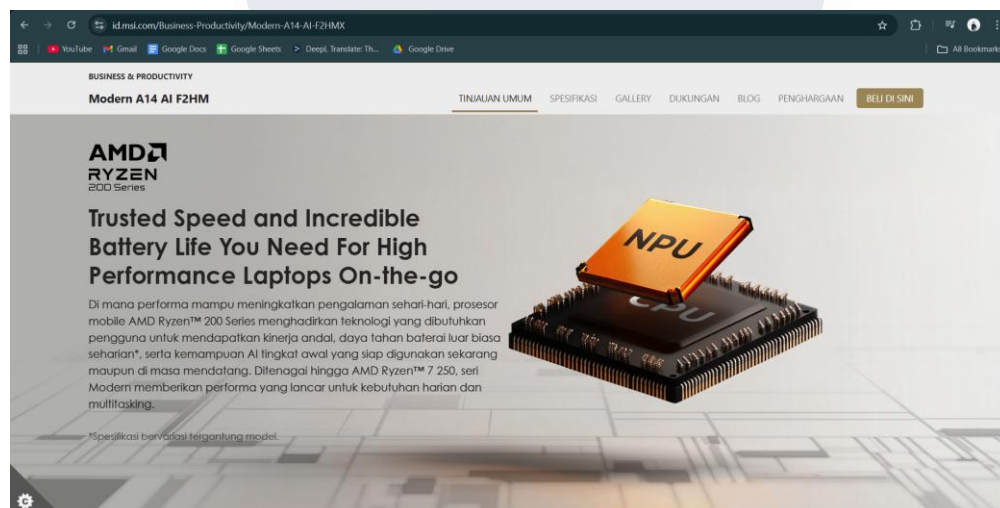 id.msi.com/Business-Productivity/Modern-A14-AI-F2HMX
YouTube Gmail Google Docs Google Sheets DeepL Translate: Th... Google Drive All Bookmarks
BUSINESS & PRODUCTIVITY
Modern A14 AI F2HM
TINJAUAN UMUM SPESIFIKASI GALLERY DUKUNGAN BLOG PENGHARGAAN BELI DI SINI
AMD
RYZEN
200 Series
Trusted Speed and Incredible
Battery Life You Need For High
Performance Laptops On-the-go
Di mana performa mampu meningkatkan pengalaman sehari-hari, prosesor
mobile AMD Ryzen™ 200 Series menghadirkan teknologi yang dibutuhkan
pengguna untuk mendapatkan kinerja andal, daya tahan baterai luar biasa
seharian*, serta kemampuan AI tingkat awal yang siap digunakan sekarang
maupun di masa mendatang. Ditenagai hingga AMD Ryzen™ 7 250, seri
Modern memberikan performa yang lancar untuk kebutuhan harian dan
multitasking.
*Spesifikasi bervariasi tergantung model.
NPU
CPU